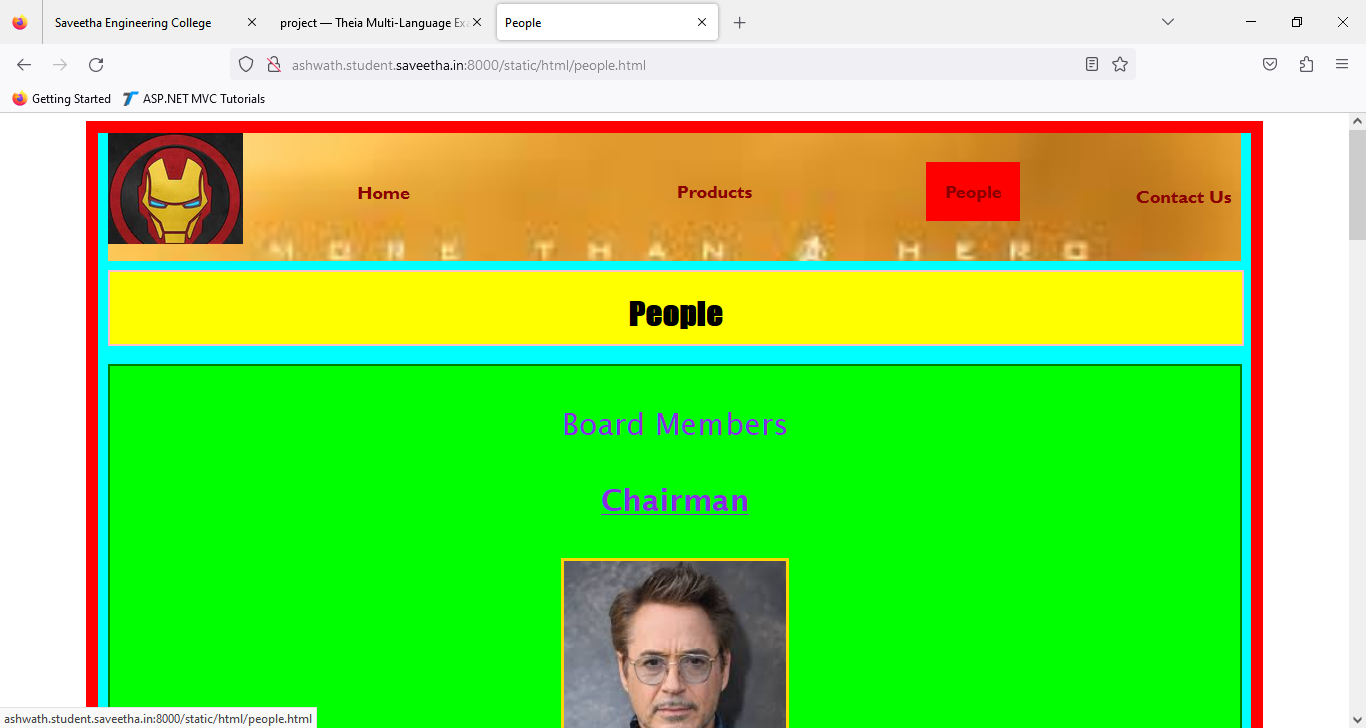 Saveetha Engineering College
project — Theia Multi-Language Exa
People
ashwath.student.saveetha.in:8000/static/html/people.html
Getting Started
ASP.NET MVC Tutorials
Home
Products
People
Contact Us
MORE THAN A HERO
People
Board Members
Chairman
ashwath.student.saveetha.in:8000/static/html/people.html